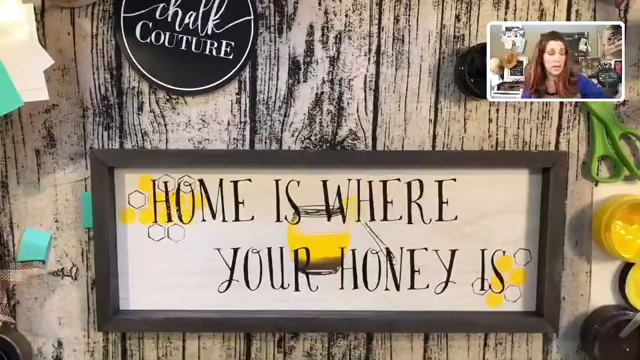 chalk
COUTURE
HOME IS WHERE
YOUR HONEY IS